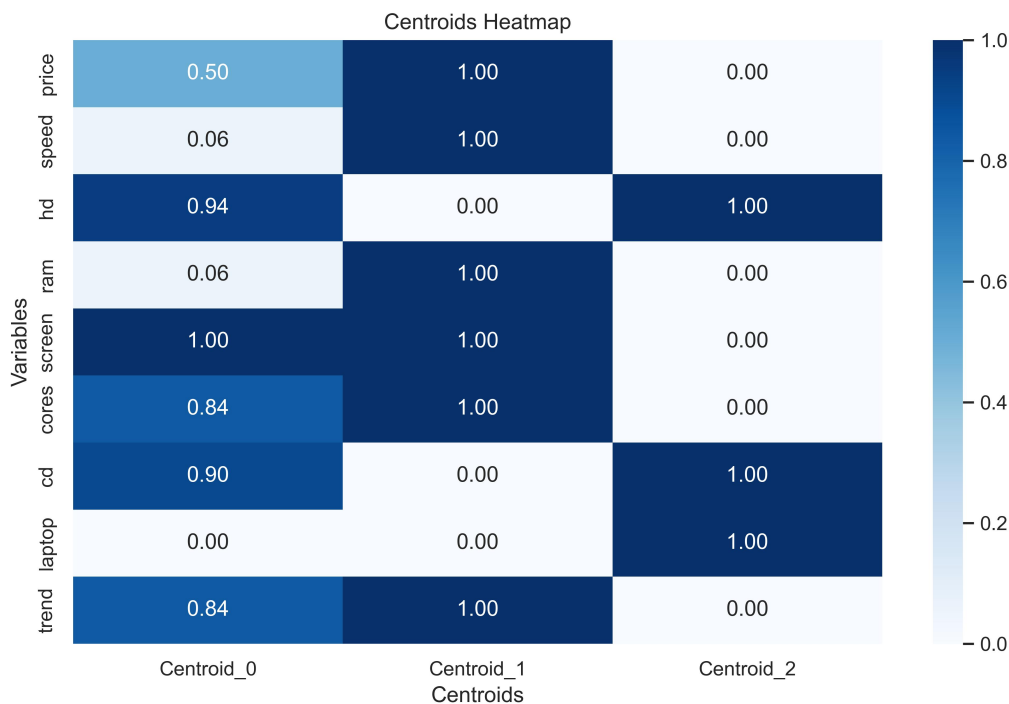 Centroids Heatmap
Variables
price 0.50 1.00 0.00
speed 0.06 1.00 0.00
hd 0.94 0.00 1.00
ram 0.06 1.00 0.00
screen 1.00 1.00 0.00
cores 0.84 1.00 0.00
cd 0.90 0.00 1.00
laptop 0.00 0.00 1.00
trend 0.84 1.00 0.00
Centroid_0 Centroid_1 Centroid_2
Centroids
1.0
0.8
0.6
0.4
0.2
0.0